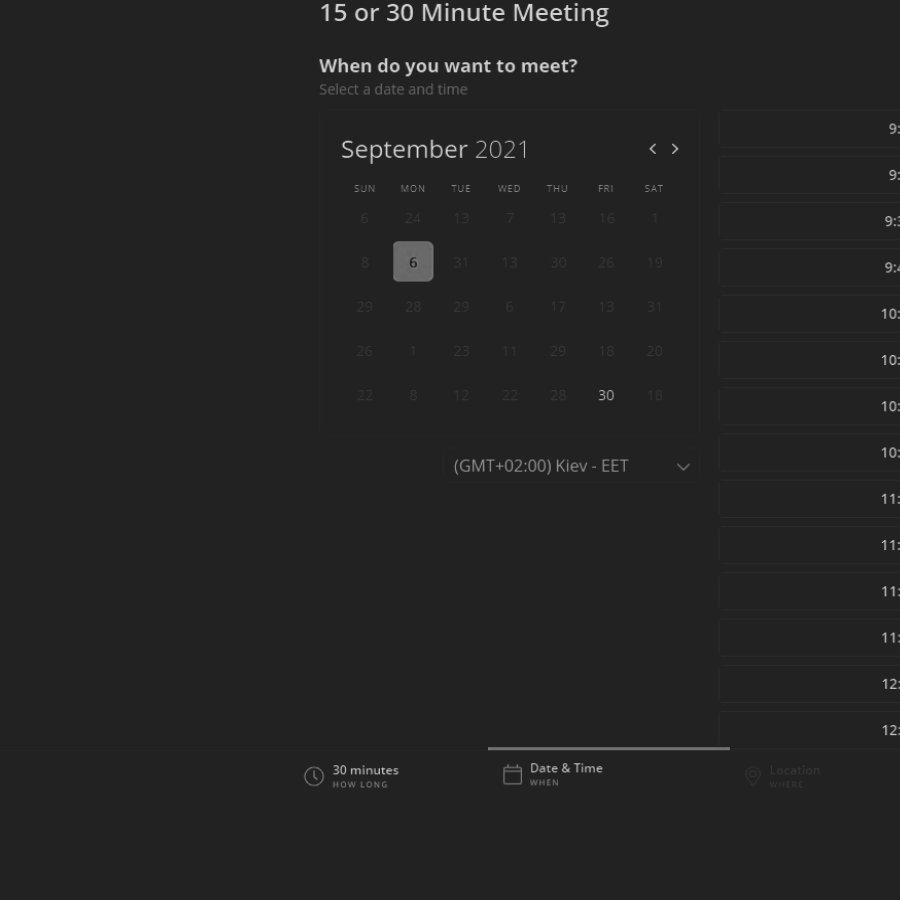 15 or 30 Minute Meeting
When do you want to meet?
Select a date and time
September 2021
SUN MON TUE WED THU FRI SAT
6 24 13 7 13 16 1
8 6 31 13 30 26 19
29 28 29 6 17 13 31
26 1 23 11 29 18 20
22 8 12 22 28 30 18
(GMT+02:00) Kiev - EET
9:
9:
9:3
9:4
10:
10:
10:
10:
11:
11:
11:
11:
12:
12:
30 minutes
HOW LONG
Date & Time
WHEN
Location
WHERE